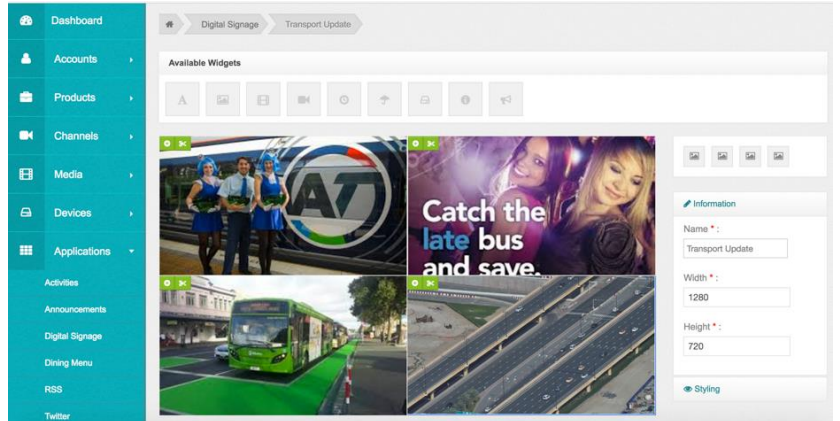 Dashboard
Accounts
Products
Channels
Media
Devices
Applications
Activities
Announcements
Digital Signage
Dining Menu
RSS
Twitter
Digital Signage
Transport Update
Available Widgets
A
AT
Catch the
late bus
and save.
Information
Name * :
Transport Update
Width * :
1280
Height * :
720
Styling